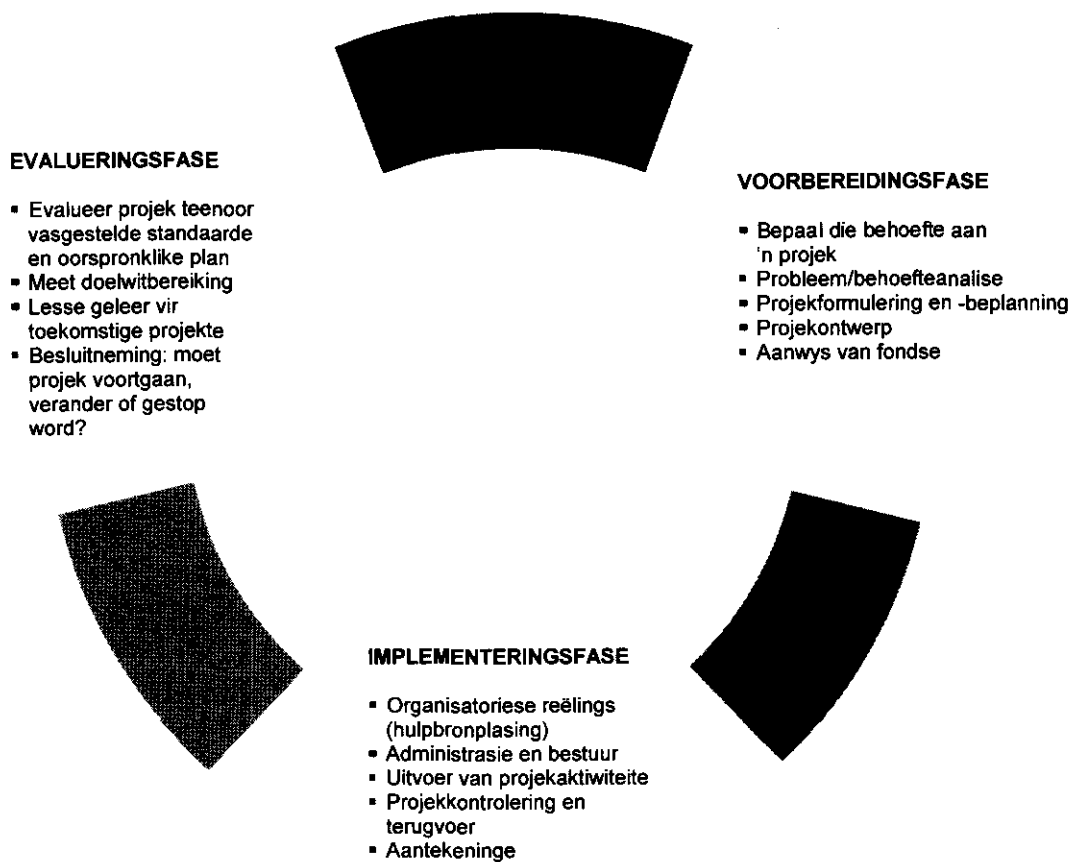 EVALUERINGSFASE
▪ Evalueer projek teenoor
vasgestelde standaarde
en oorspronklike plan
▪ Meet doelwitbereiking
▪ Lesse geleer vir
toekomstige projekte
▪ Besluitneming: moet
projek voortgaan,
verander of gestop
word?
VOORBEREIDINGSFASE
▪ Bepaal die behoefte aan
'n projek
▪ Probleem/behoefteanalise
▪ Projekformulering en -beplanning
▪ Projekontwerp
▪ Aanwys van fondse
IMPLEMENTERINGSFASE
▪ Organisatoriese reëlings
(hulpbronplasing)
▪ Administrasie en bestuur
▪ Uitvoer van projekaktiwiteite
▪ Projekkontrolering en
terugvoer
▪ Aantekeninge